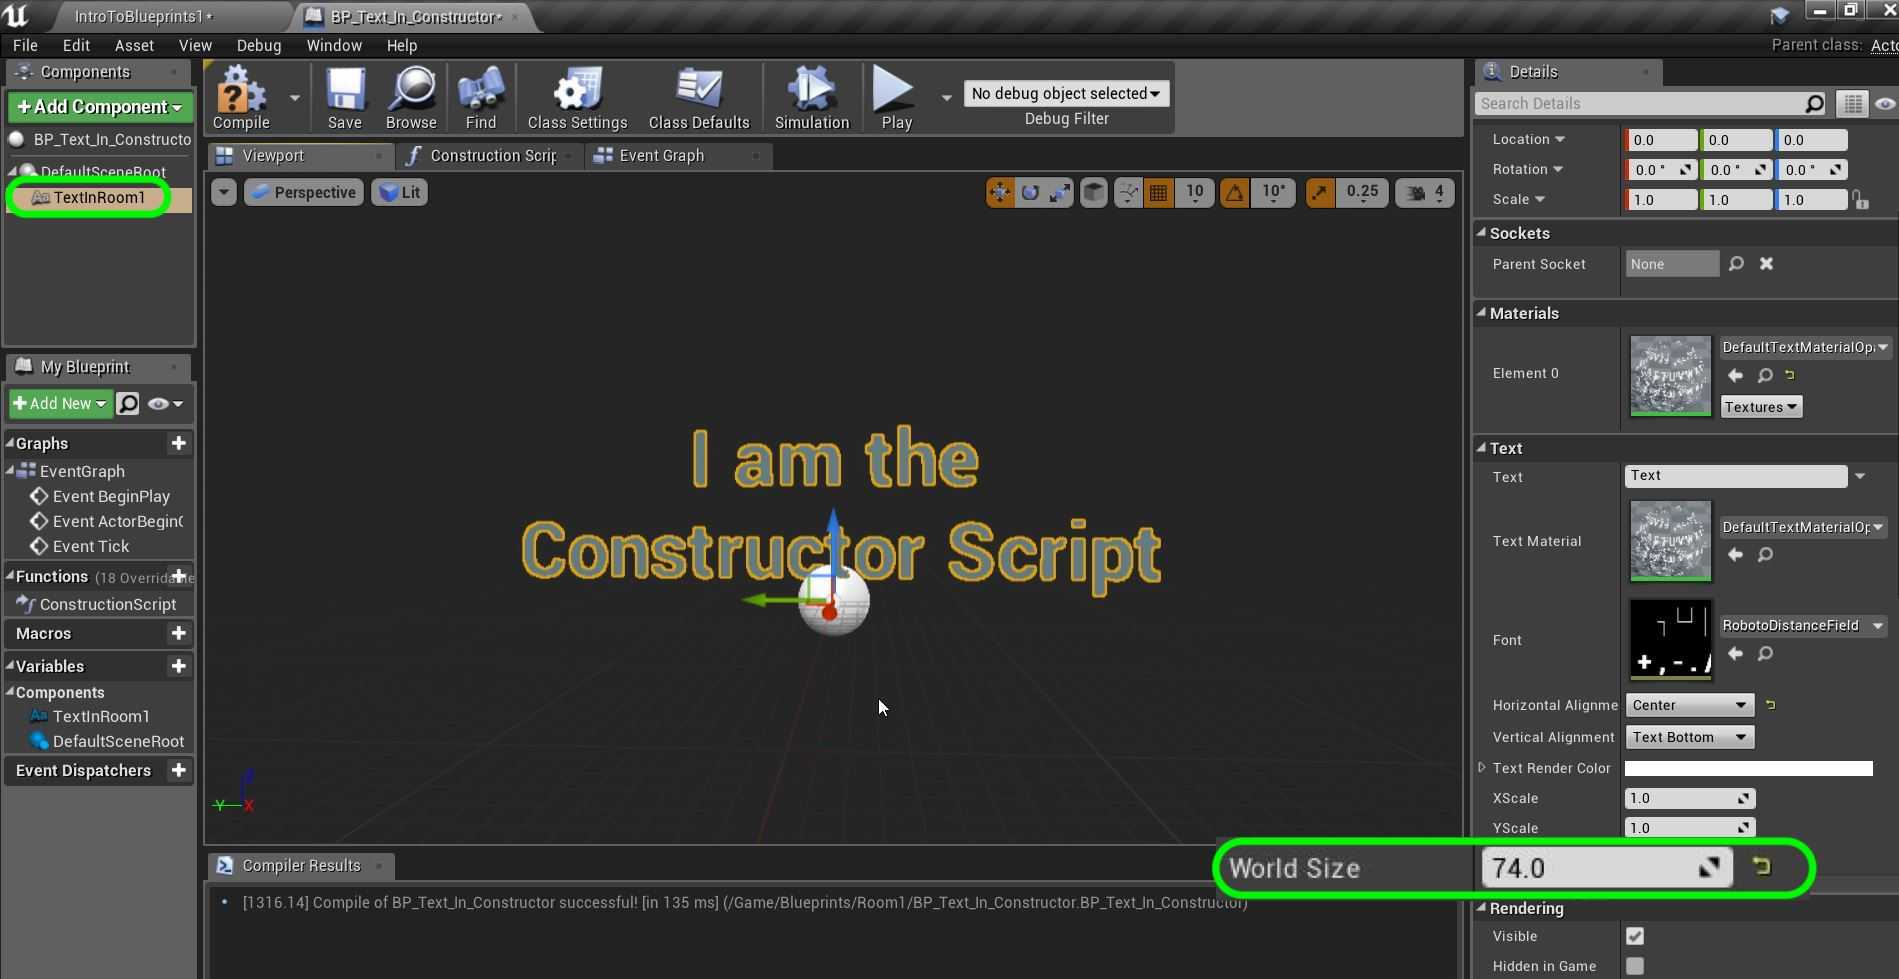 IntroToBlueprints1*
BP_Text_In_Constructor*
File Edit Asset View Debug Window Help
Parent class: Acto
Components
+Add Component
BP_Text_In_Constructo
DefaultSceneRoot
TextInRoom1
Compile Save Browse Find Class Settings Class Defaults Simulation Play
No debug object selected
Debug Filter
Viewport
Construction Scrip
Event Graph
Perspective
Lit
10 10° 0.25 4
I am the
Constructor Script
Z
Y X
My Blueprint
+Add New
Graphs
EventGraph
Event BeginPlay
Event ActorBeginO
Event Tick
Functions (18 Overridable
ConstructionScript
Macros
Variables
Components
TextInRoom1
DefaultSceneRoot
Event Dispatchers
Compiler Results
• [1316.14] Compile of BP_Text_In_Constructor successful! [in 135 ms] (/Game/Blueprints/Room1/BP_Text_In_Constructor.BP_Text_In_Constructor)
Details
Search Details
Location 0.0 0.0 0.0
Rotation 0.0 ° 0.0 ° 0.0 °
Scale 1.0 1.0 1.0
Sockets
Parent Socket None
Materials
Element 0
DefaultTextMaterialOp
Textures
Text
Text Text
Text Material
DefaultTextMaterialOp
Font
RobotoDistanceField
Horizontal Alignme Center
Vertical Alignment Text Bottom
Text Render Color
XScale 1.0
YScale 1.0
World Size 74.0
Rendering
Visible
Hidden in Game